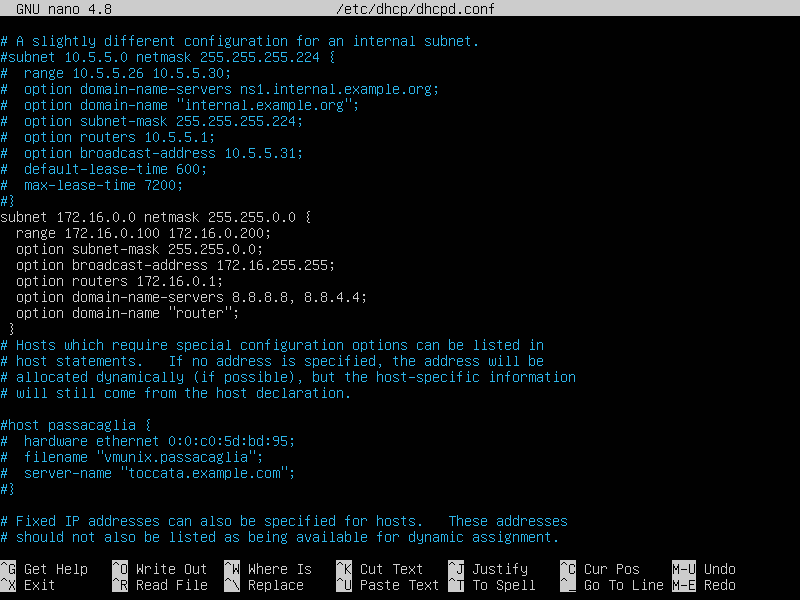 GNU nano 4.8 /etc/dhcp/dhcpd.conf
# A slightly different configuration for an internal subnet.
#subnet 10.5.5.0 netmask 255.255.255.224 {
#  range 10.5.5.26 10.5.5.30;
#  option domain-name-servers ns1.internal.example.org;
#  option domain-name "internal.example.org";
#  option subnet-mask 255.255.255.224;
#  option routers 10.5.5.1;
#  option broadcast-address 10.5.5.31;
#  default-lease-time 600;
#  max-lease-time 7200;
#}
subnet 172.16.0.0 netmask 255.255.0.0 {
  range 172.16.0.100 172.16.0.200;
  option subnet-mask 255.255.0.0;
  option broadcast-address 172.16.255.255;
  option routers 172.16.0.1;
  option domain-name-servers 8.8.8.8, 8.8.4.4;
  option domain-name "router";
 }
# Hosts which require special configuration options can be listed in
# host statements.   If no address is specified, the address will be
# allocated dynamically (if possible), but the host-specific information
# will still come from the host declaration.
#host passacaglia {
#  hardware ethernet 0:0:c0:5d:bd:95;
#  filename "vmunix.passacaglia";
#  server-name "toccata.example.com";
#}
# Fixed IP addresses can also be specified for hosts.   These addresses
# should not also be listed as being available for dynamic assignment.
^G Get Help ^O Write Out ^W Where Is ^K Cut Text ^J Justify ^C Cur Pos M-U Undo
^X Exit ^R Read File ^\ Replace ^U Paste Text ^T To Spell ^_ Go To Line M-E Redo